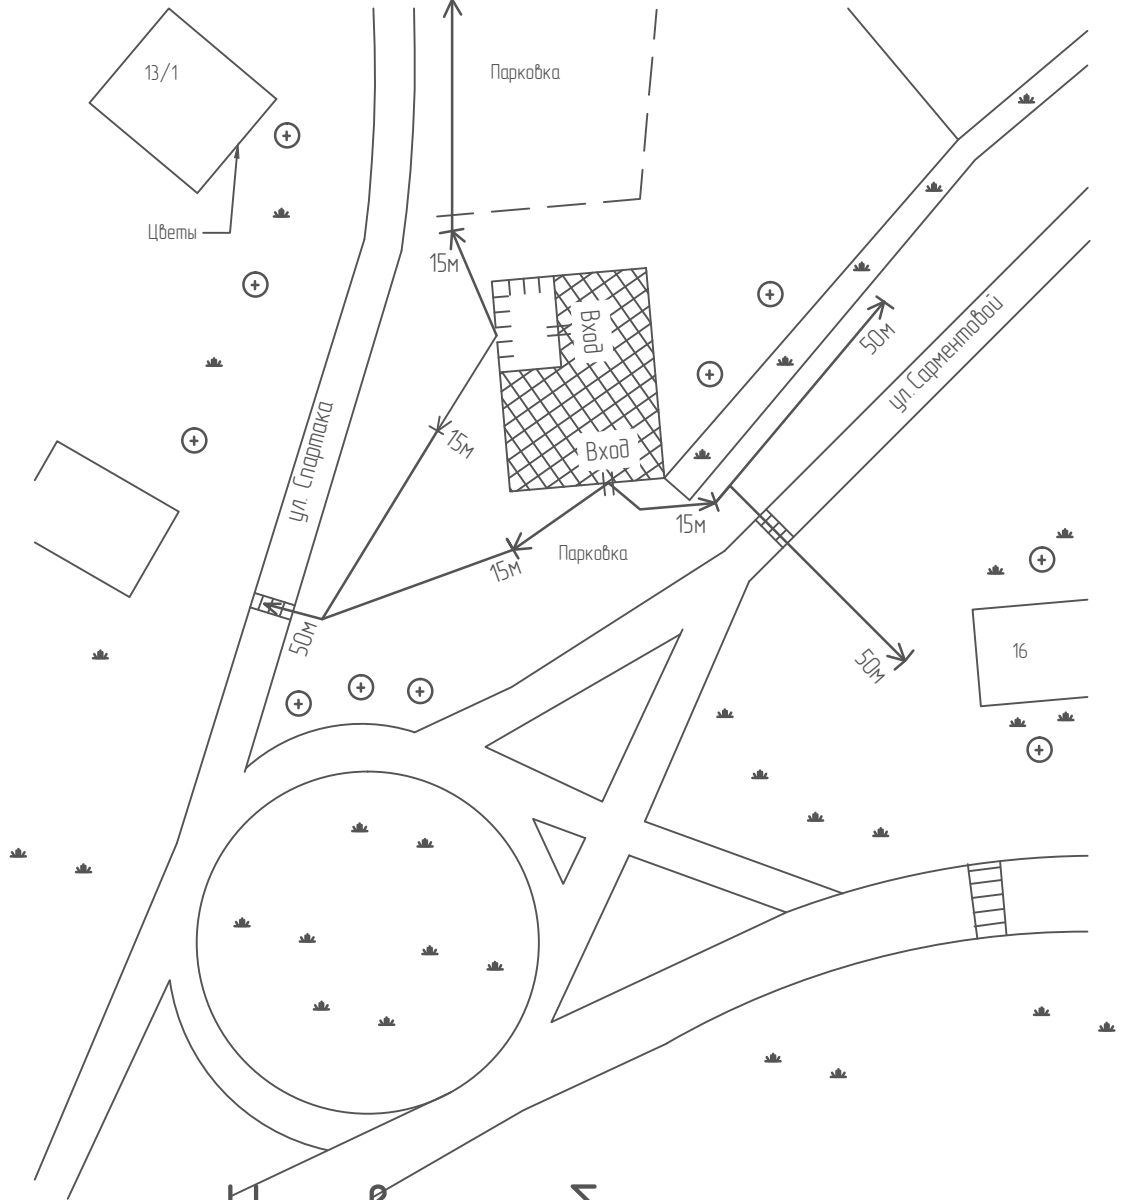 13/1
Парковка
Цветы
15м
Вход
50м
ул. Сарментовой
ул. Спартака
15м
Вход
15м
Парковка
15м
50м
50м
16